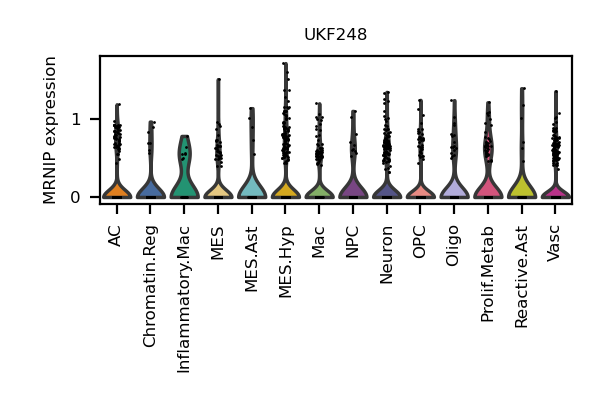 UKF248
MRNIP expression
1
0
AC
Chromatin.Reg
Inflammatory.Mac
MES
MES.Ast
MES.Hyp
Mac
NPC
Neuron
OPC
Oligo
Prolif.Metab
Reactive.Ast
Vasc